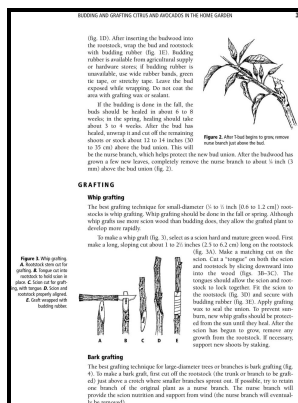 BUDDING AND GRAFTING CITRUS AND AVOCADOS IN THE HOME GARDEN
(fig. 1D). After inserting the budwood into
the rootstock, wrap the bud and rootstock
with budding rubber (fig. 1E). Budding
rubber is available from agricultural supply
or hardware stores; if budding rubber is
unavailable, use wide rubber bands, green
tie tape, or stretchy tape. Leave the bud
exposed while wrapping. Do not coat the
area with grafting wax or sealant.
If the budding is done in the fall, the
buds should be healed in about 6 to 8
weeks; in the spring, healing should take
about 3 to 4 weeks. After the bud has
healed, unwrap it and cut off the remaining
shoots or stock about 12 to 14 inches (30
to 35 cm) above the bud union. This will
be the nurse branch, which helps protect the new bud union. After the budwood has
grown a few new leaves, completely remove the nurse branch to about ⅛ inch (3
mm) above the bud union (fig. 2).
Figure 2. After T-bud begins to grow, remove
nurse branch just above the bud.
GRAFTING
Whip grafting
The best grafting technique for small-diameter (¼ to ½ inch [0.6 to 1.2 cm]) root-
stocks is whip grafting. Whip grafting should be done in the fall or spring. Although
whip grafts use more scion wood than budding does, they allow the grafted plant to
develop more rapidly.
To make a whip graft (fig. 3), select as a scion hard and mature green wood. First
make a long, sloping cut about 1 to 2½ inches (2.5 to 6.2 cm) long on the rootstock
(fig. 3A). Make a matching cut on the
scion. Cut a "tongue" on both the scion
and rootstock by slicing downward into
into the wood (figs. 3B–3C). The
tongues should allow the scion and root-
stock to lock together. Fit the scion to
the rootstock (fig. 3D) and secure with
budding rubber (fig. 3E). Apply grafting
wax to seal the union. To prevent sun-
burn, new whip grafts should be protect-
ed from the sun until they heal. After the
scion has begun to grow, remove any
growth from the rootstock. If necessary,
support new shoots by staking.
Figure 3. Whip grafting.
A. Rootstock stem cut for
grafting. B. Tongue cut into
rootstock to hold scion in
place. C. Scion cut for graft-
ing, with tongue. D. Scion and
rootstock properly aligned.
E. Graft wrapped with
budding rubber.
A B C D E
Bark grafting
The best grafting technique for large-diameter trees or branches is bark grafting (fig.
4). To make a bark graft, first cut off the rootstock (the trunk or branch to be graft-
ed) just above a crotch where smaller branches sprout out. If possible, try to retain
one branch of the original plant as a nurse branch. The nurse branch will
provide the scion nutrition and support from wind (the nurse branch will eventual-
ly be removed).